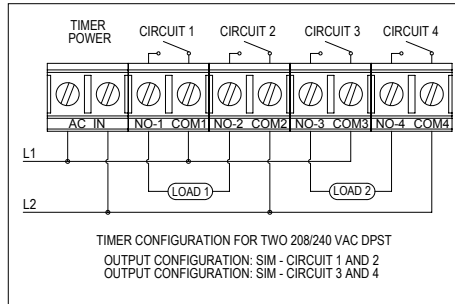 TIMER
POWER
CIRCUIT 1 CIRCUIT 2 CIRCUIT 3 CIRCUIT 4
AC IN NO-1 COM1 NO-2 COM2 NO-3 COM3 NO-4 COM4
L1
LOAD 1 LOAD 2
L2
TIMER CONFIGURATION FOR TWO 208/240 VAC DPST
OUTPUT CONFIGURATION: SIM - CIRCUIT 1 AND 2
OUTPUT CONFIGURATION: SIM - CIRCUIT 3 AND 4